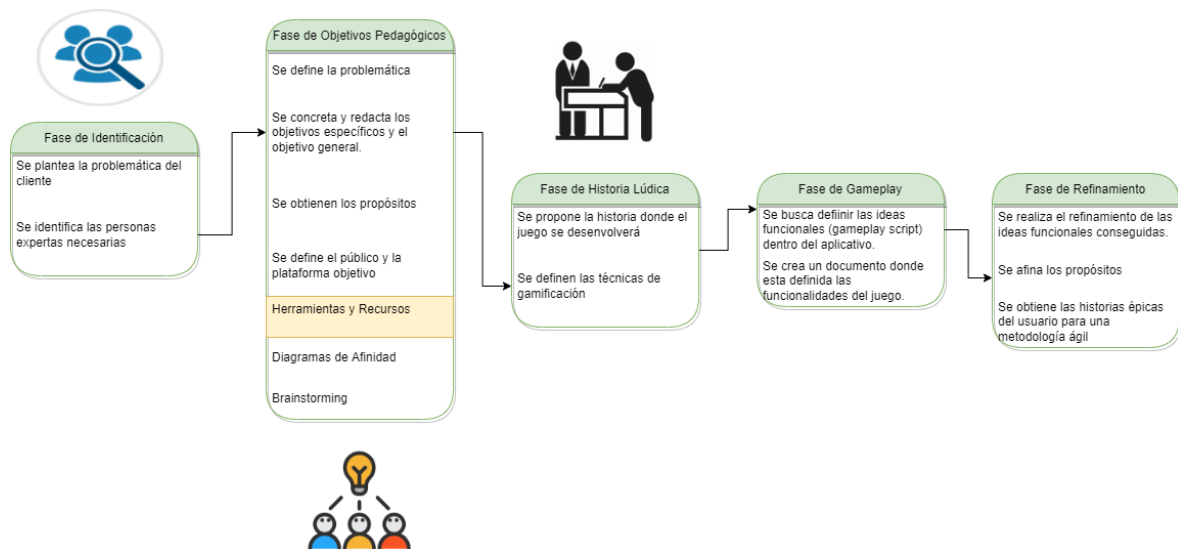 Fase de Identificación
Se plantea la problemática del
cliente
Se identifica las personas
expertas necesarias
Fase de Objetivos Pedagógicos
Se define la problemática
Se concreta y redacta los
objetivos específicos y el
objetivo general.
Se obtienen los propósitos
Se define el público y la
plataforma objetivo
Herramientas y Recursos
Diagramas de Afinidad
Brainstorming
Fase de Historia Lúdica
Se propone la historia donde el
juego se desenvolverá
Se definen las técnicas de
gamificación
Fase de Gameplay
Se busca defiinir las ideas
funcionales (gameplay script)
dentro del aplicativo.
Se crea un documento donde
esta definida las
funcionalidades del juego.
Fase de Refinamiento
Se realiza el refinamiento de las
ideas funcionales conseguidas.
Se afina los propósitos
Se obtiene las historias épicas
del usuario para una
metodología ágil